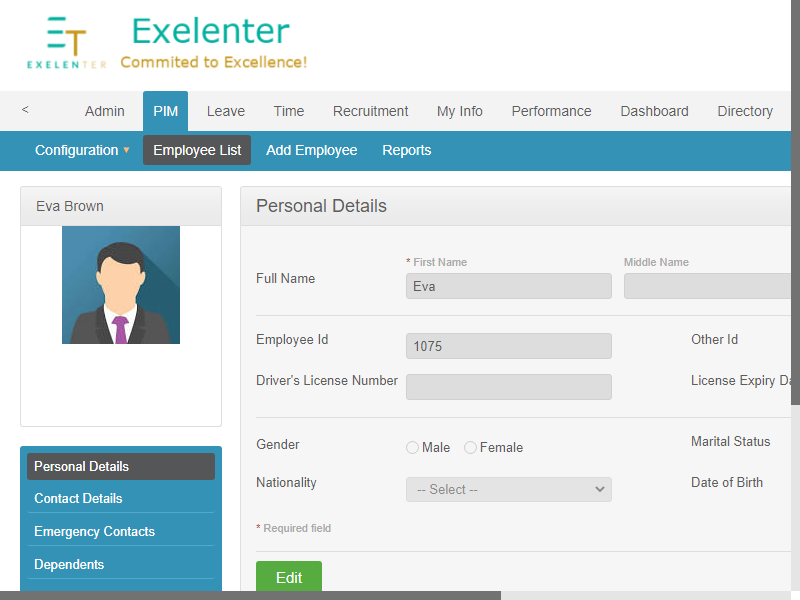 ET
EXELENTER
Exelenter
Commited to Excellence!
< Admin PIM Leave Time Recruitment My Info Performance Dashboard Directory
Configuration Employee List Add Employee Reports
Eva Brown
Personal Details
* First Name Middle Name
Full Name Eva
Employee Id 1075 Other Id
Driver's License Number License Expiry Da
Gender Male Female Marital Status
Nationality -- Select -- Date of Birth
* Required field
Edit
Personal Details
Contact Details
Emergency Contacts
Dependents